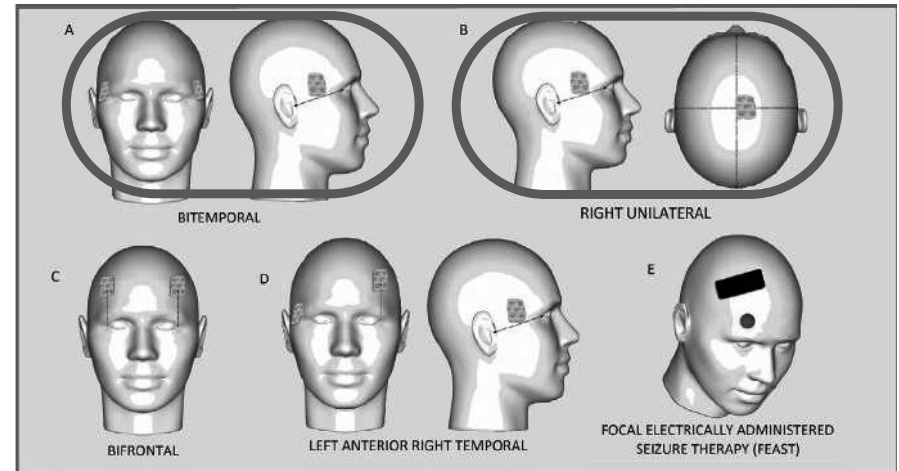 A
B
BITEMPORAL
RIGHT UNILATERAL
C
D
E
BIFRONTAL
LEFT ANTERIOR RIGHT TEMPORAL
FOCAL ELECTRICALLY ADMINISTERED
SEIZURE THERAPY (FEAST)